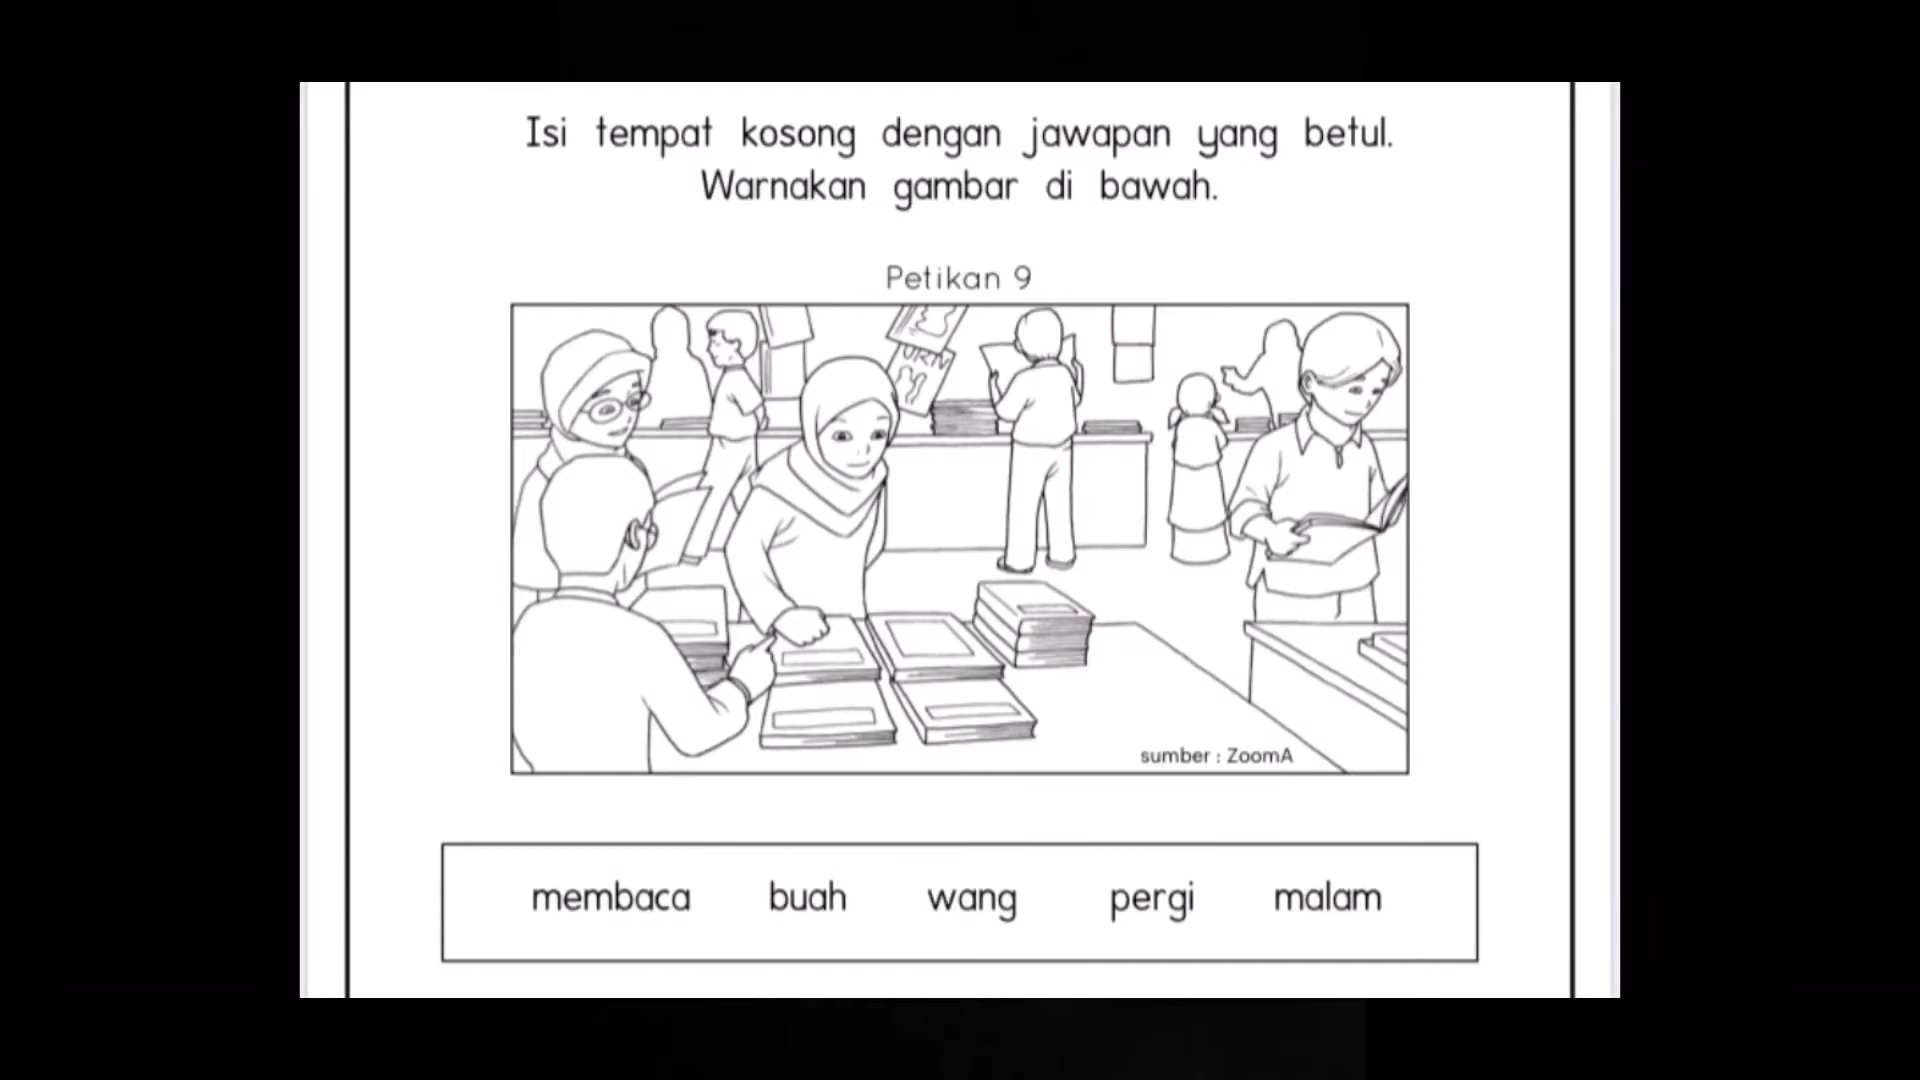 Isi tempat kosong dengan jawapan yang betul.
Warnakan gambar di bawah.
Petikan 9
URTV
sumber : ZoomA
membaca buah wang pergi malam